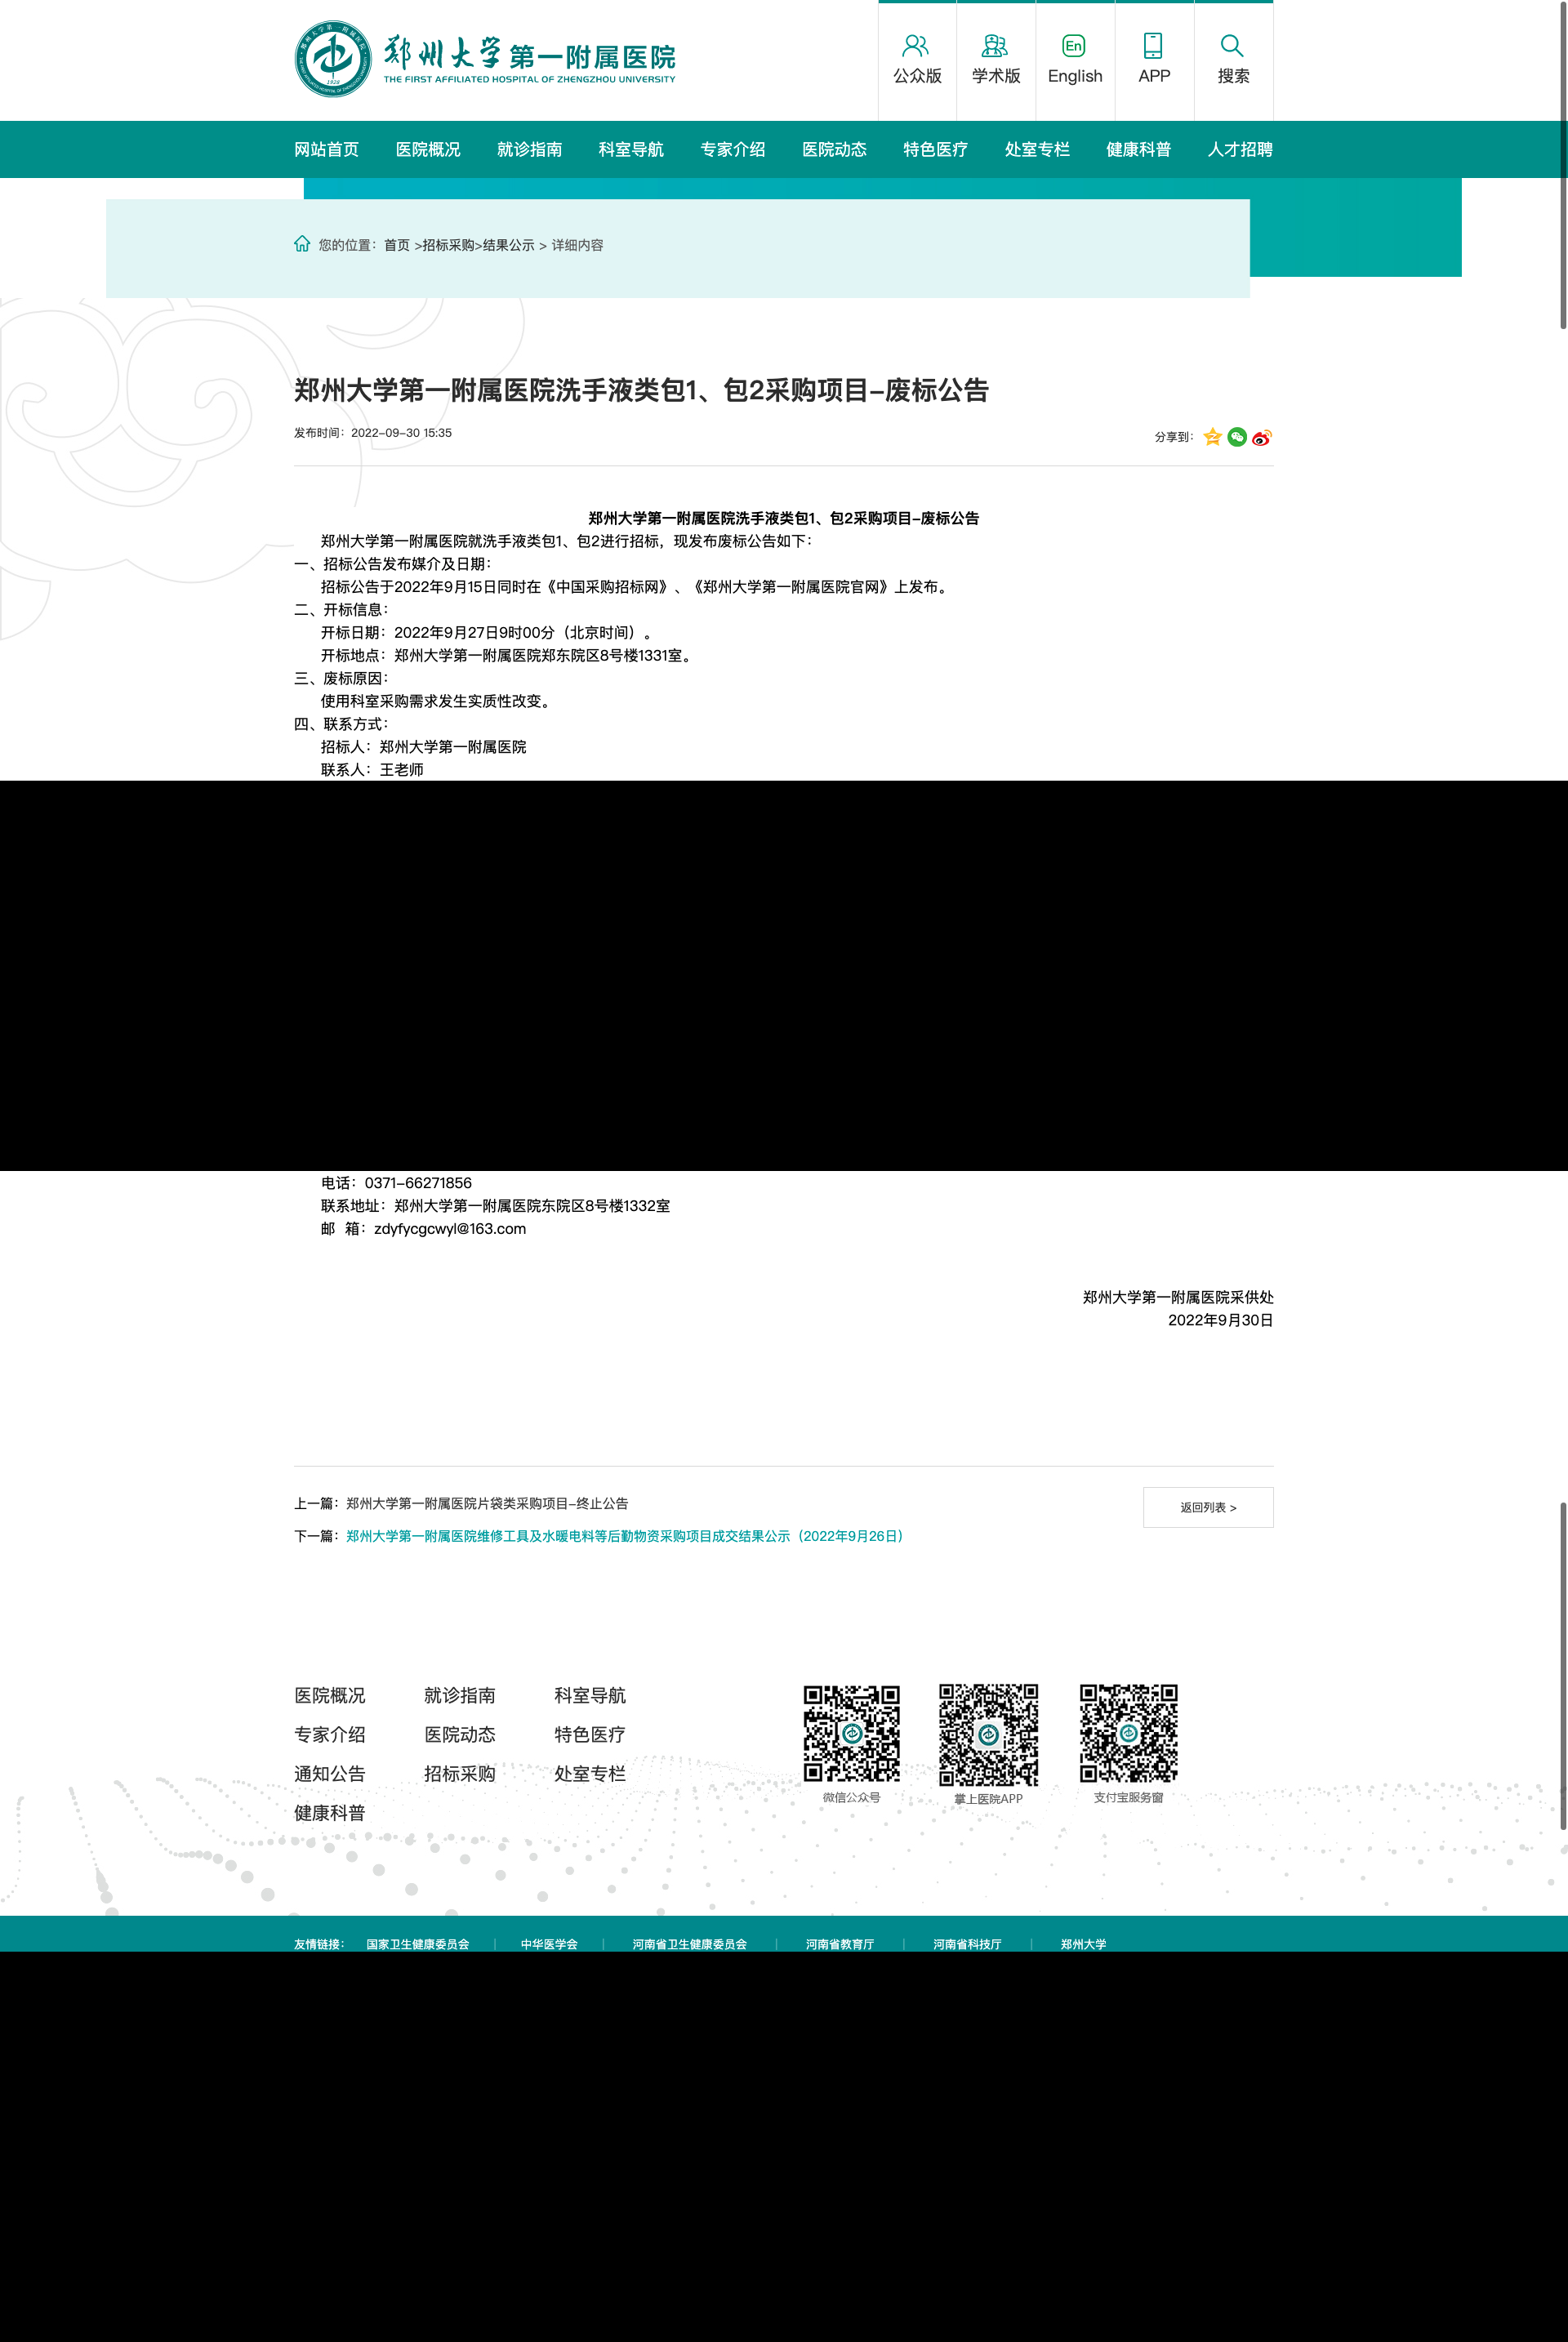 郑州大学第一附属医院
THE FIRST AFFILIATED HOSPITAL OF ZHENGZHOU UNIVERSITY
公众版 学术版 English APP 搜索
网站首页 医院概况 就诊指南 科室导航 专家介绍 医院动态 特色医疗 处室专栏 健康科普 人才招聘
您的位置：首页 >招标采购>结果公示 > 详细内容
郑州大学第一附属医院洗手液类包1、包2采购项目-废标公告
发布时间：2022-09-30 15:35
分享到：
郑州大学第一附属医院洗手液类包1、包2采购项目-废标公告
郑州大学第一附属医院就洗手液类包1、包2进行招标，现发布废标公告如下：
一、招标公告发布媒介及日期：
招标公告于2022年9月15日同时在《中国采购招标网》、《郑州大学第一附属医院官网》上发布。
二、开标信息：
开标日期：2022年9月27日9时00分（北京时间）。
开标地点：郑州大学第一附属医院郑东院区8号楼1331室。
三、废标原因：
使用科室采购需求发生实质性改变。
四、联系方式：
招标人：郑州大学第一附属医院
联系人：王老师
电话：0371-66271856
联系地址：郑州大学第一附属医院东院区8号楼1332室
邮 箱：zdyfycgcwyl@163.com
郑州大学第一附属医院采供处
2022年9月30日
上一篇：郑州大学第一附属医院片袋类采购项目-终止公告
返回列表 >
下一篇：郑州大学第一附属医院维修工具及水暖电料等后勤物资采购项目成交结果公示（2022年9月26日）
医院概况 就诊指南 科室导航
专家介绍 医院动态 特色医疗
通知公告 招标采购 处室专栏
健康科普
微信公众号 掌上医院APP 支付宝服务窗
友情链接： 国家卫生健康委员会 | 中华医学会 | 河南省卫生健康委员会 | 河南省教育厅 | 河南省科技厅 | 郑州大学